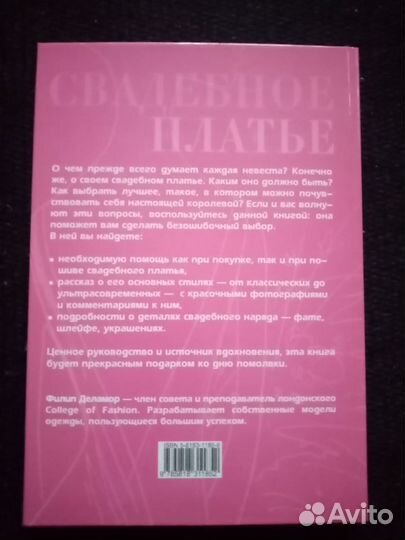 СВАДЕБНОЕ
ПЛАТЬЕ
О чем прежде всего думает каждая невеста? Конечно
же, о своем свадебном платье. Каким оно должно быть?
Как выбрать лучшее, такое, в котором можно почув-
ствовать себя настоящей королевой? Если и вас волну-
ют эти вопросы, воспользуйтесь данной книгой: она
поможет вам сделать безошибочный выбор.
В ней вы найдете:
• необходимую помощь как при покупке, так и при по-
шиве свадебного платья,
• рассказ о его основных стилях — от классических до
ультрасовременных — с красочными фотографиями
и комментариями к ним,
• подробности о деталях свадебного наряда — фате,
шлейфе, украшениях.
Ценное руководство и источник вдохновения, эта книга
будет прекрасным подарком ко дню помолвки.
Филип Деламор — член совета и преподаватель лондонского
College of Fashion. Разрабатывает собственные модели
одежды, пользующиеся большим успехом.
Avito